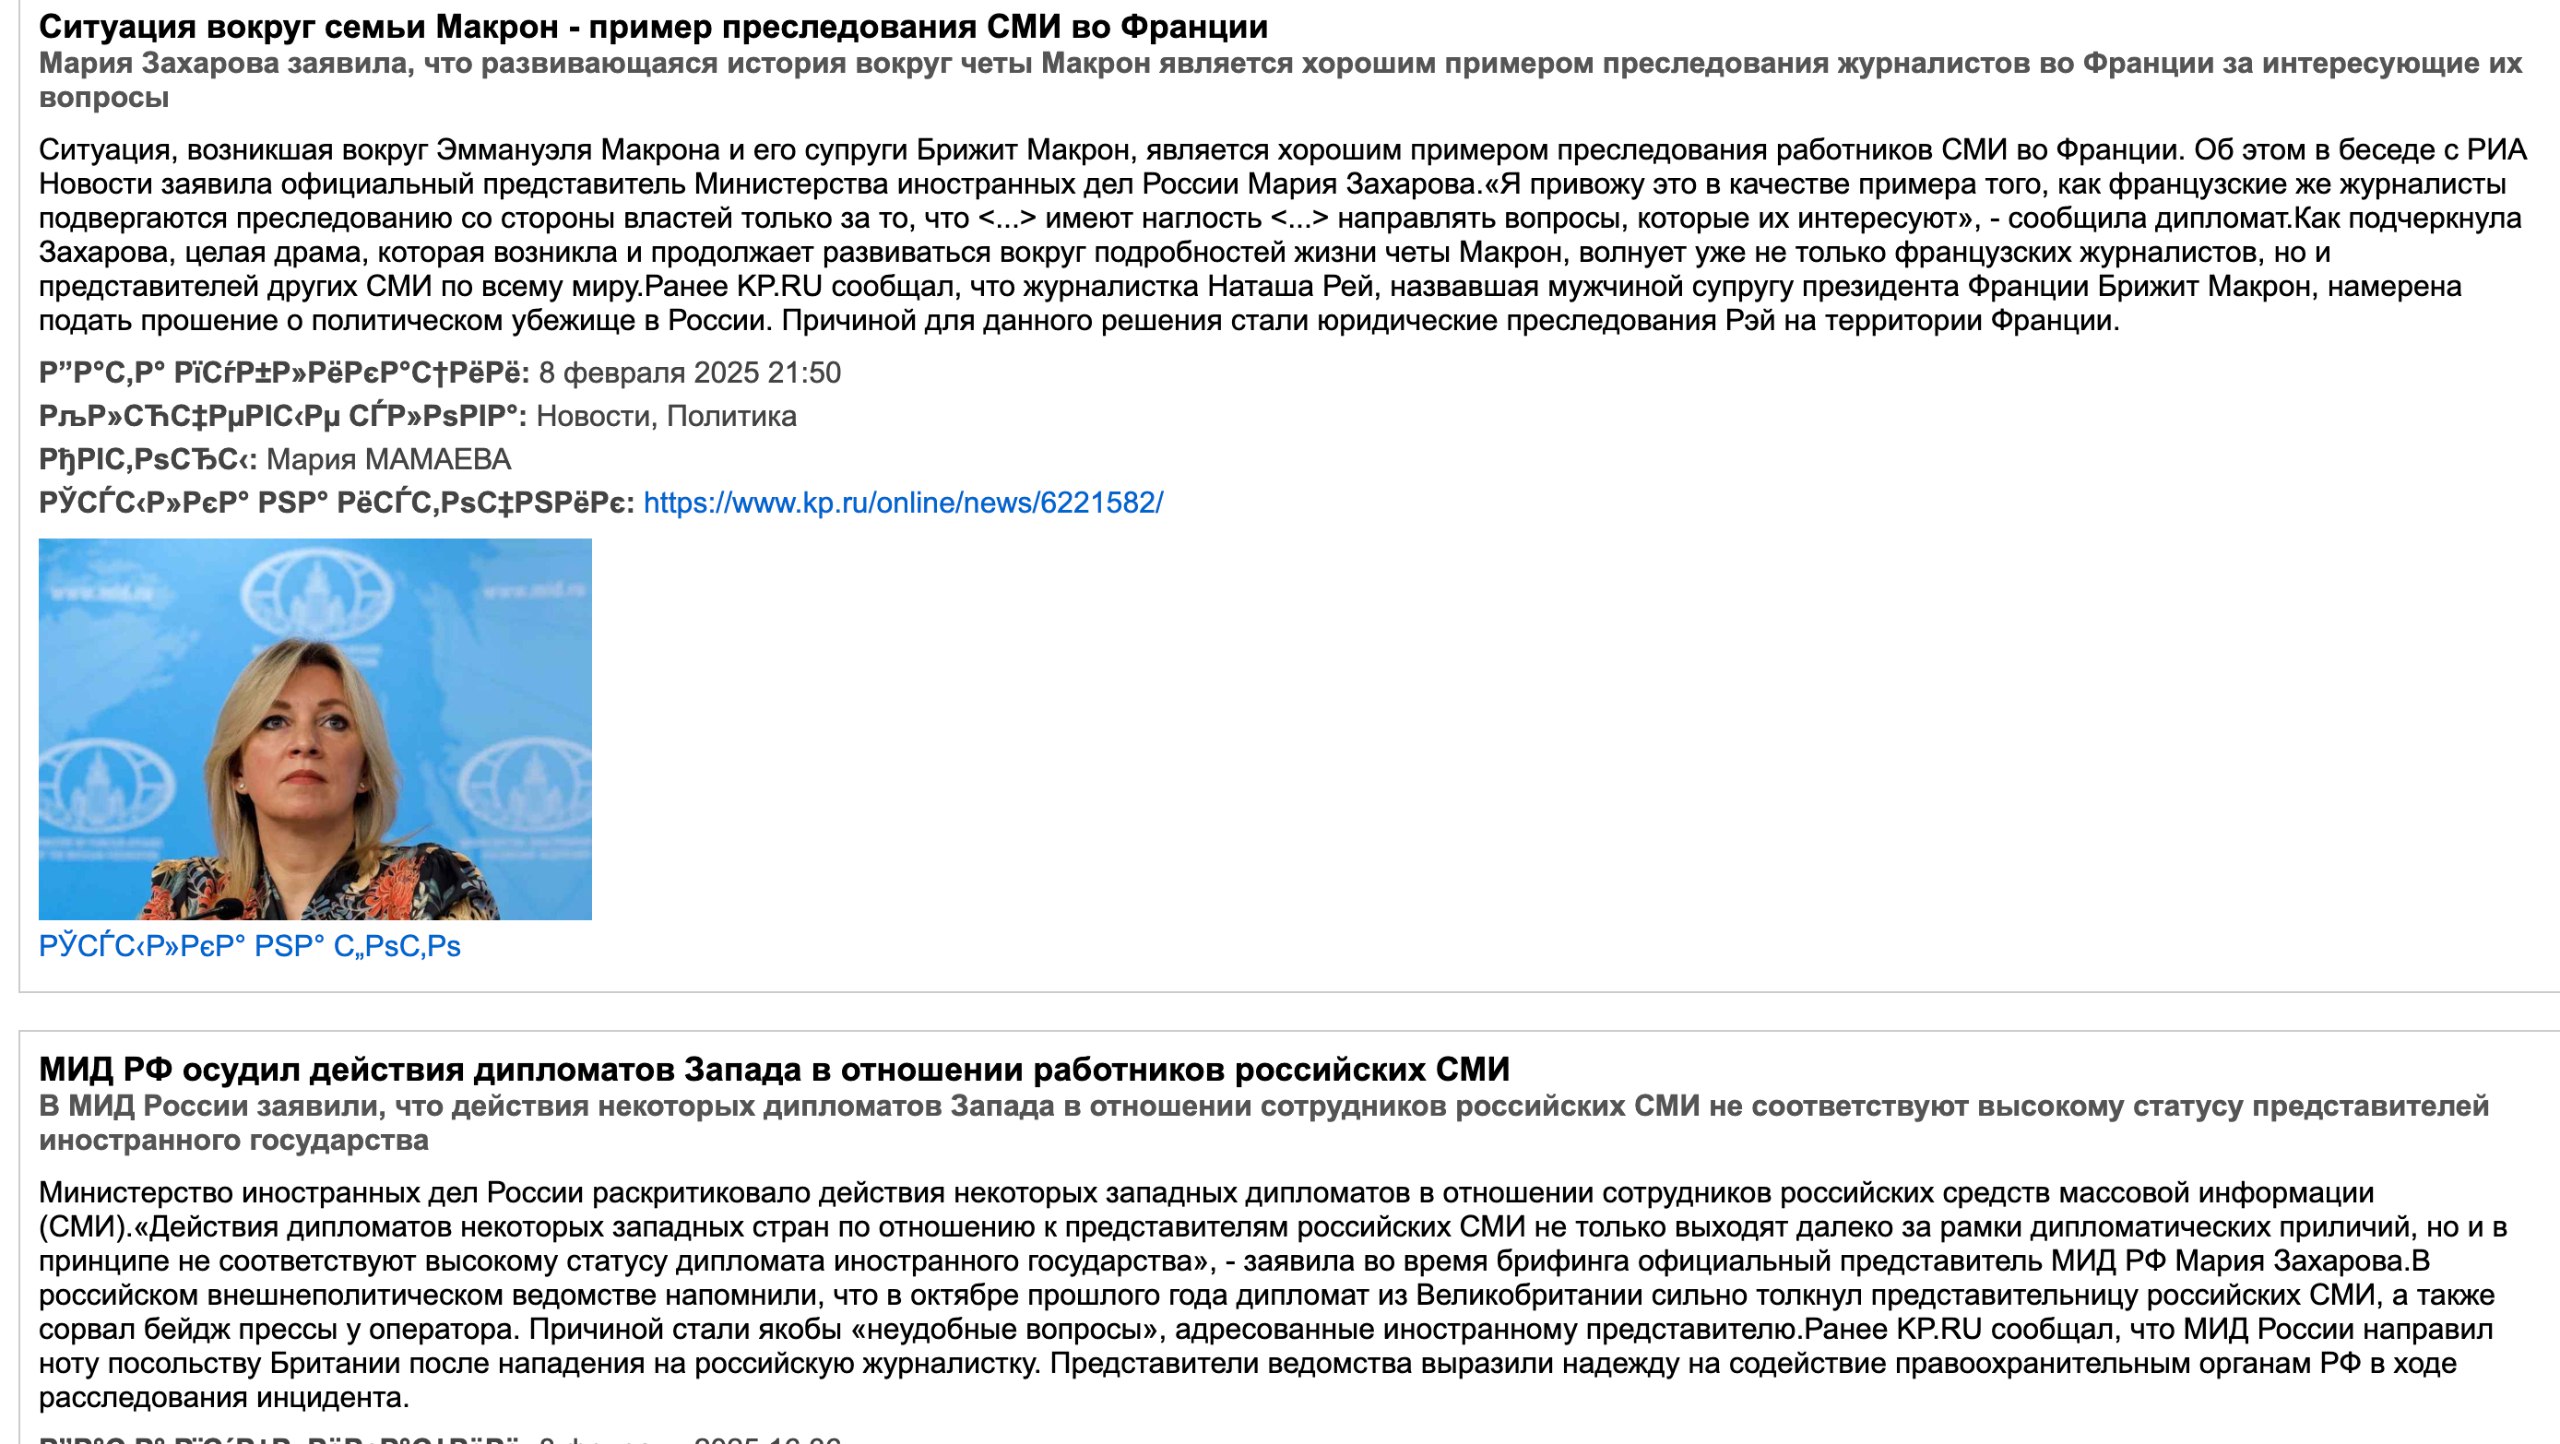 Ситуация вокруг семьи Макрон - пример преследования СМИ во Франции
Мария Захарова заявила, что развивающаяся история вокруг четы Макрон является хорошим примером преследования журналистов во Франции за интересующие их
вопросы
Ситуация, возникшая вокруг Эммануэля Макрона и его супруги Брижит Макрон, является хорошим примером преследования работников СМИ во Франции. Об этом в беседе с РИА
Новости заявила официальный представитель Министерства иностранных дел России Мария Захарова.«Я привожу это в качестве примера того, как французские же журналисты
подвергаются преследованию со стороны властей только за то, что <...> имеют наглость <...> направлять вопросы, которые их интересуют», - сообщила дипломат.Как подчеркнула
Захарова, целая драма, которая возникла и продолжает развиваться вокруг подробностей жизни четы Макрон, волнует уже не только французских журналистов, но и
представителей других СМИ по всему миру.Ранее KP.RU сообщал, что журналистка Наташа Рей, назвавшая мужчиной супругу президента Франции Брижит Макрон, намерена
подать прошение о политическом убежище в России. Причиной для данного решения стали юридические преследования Рэй на территории Франции.
Р”Р°С‚Р° РїСѓР±Р»РёРєР°С†РёРё: 8 февраля 2025 21:50
РљР»СЋС‡РµРІС‹Рµ СЃР»РѕРІР°: Новости, Политика
РђРІС‚РѕСЂС‹: Мария МАМАЕВА
РЎСЃС‹Р»РєР° РЅР° РёСЃС‚РѕС‡РЅРёРє: https://www.kp.ru/online/news/6221582/
www.mid.ru www.mid.ru
РЎСЃС‹Р»РєР° РЅР° С„РѕС‚Рѕ
МИД РФ осудил действия дипломатов Запада в отношении работников российских СМИ
В МИД России заявили, что действия некоторых дипломатов Запада в отношении сотрудников российских СМИ не соответствуют высокому статусу представителей
иностранного государства
Министерство иностранных дел России раскритиковало действия некоторых западных дипломатов в отношении сотрудников российских средств массовой информации
(СМИ).«Действия дипломатов некоторых западных стран по отношению к представителям российских СМИ не только выходят далеко за рамки дипломатических приличий, но и в
принципе не соответствуют высокому статусу дипломата иностранного государства», - заявила во время брифинга официальный представитель МИД РФ Мария Захарова.В
российском внешнеполитическом ведомстве напомнили, что в октябре прошлого года дипломат из Великобритании сильно толкнул представительницу российских СМИ, а также
сорвал бейдж прессы у оператора. Причиной стали якобы «неудобные вопросы», адресованные иностранному представителю.Ранее KP.RU сообщал, что МИД России направил
ноту посольству Британии после нападения на российскую журналистку. Представители ведомства выразили надежду на содействие правоохранительным органам РФ в ходе
расследования инцидента.